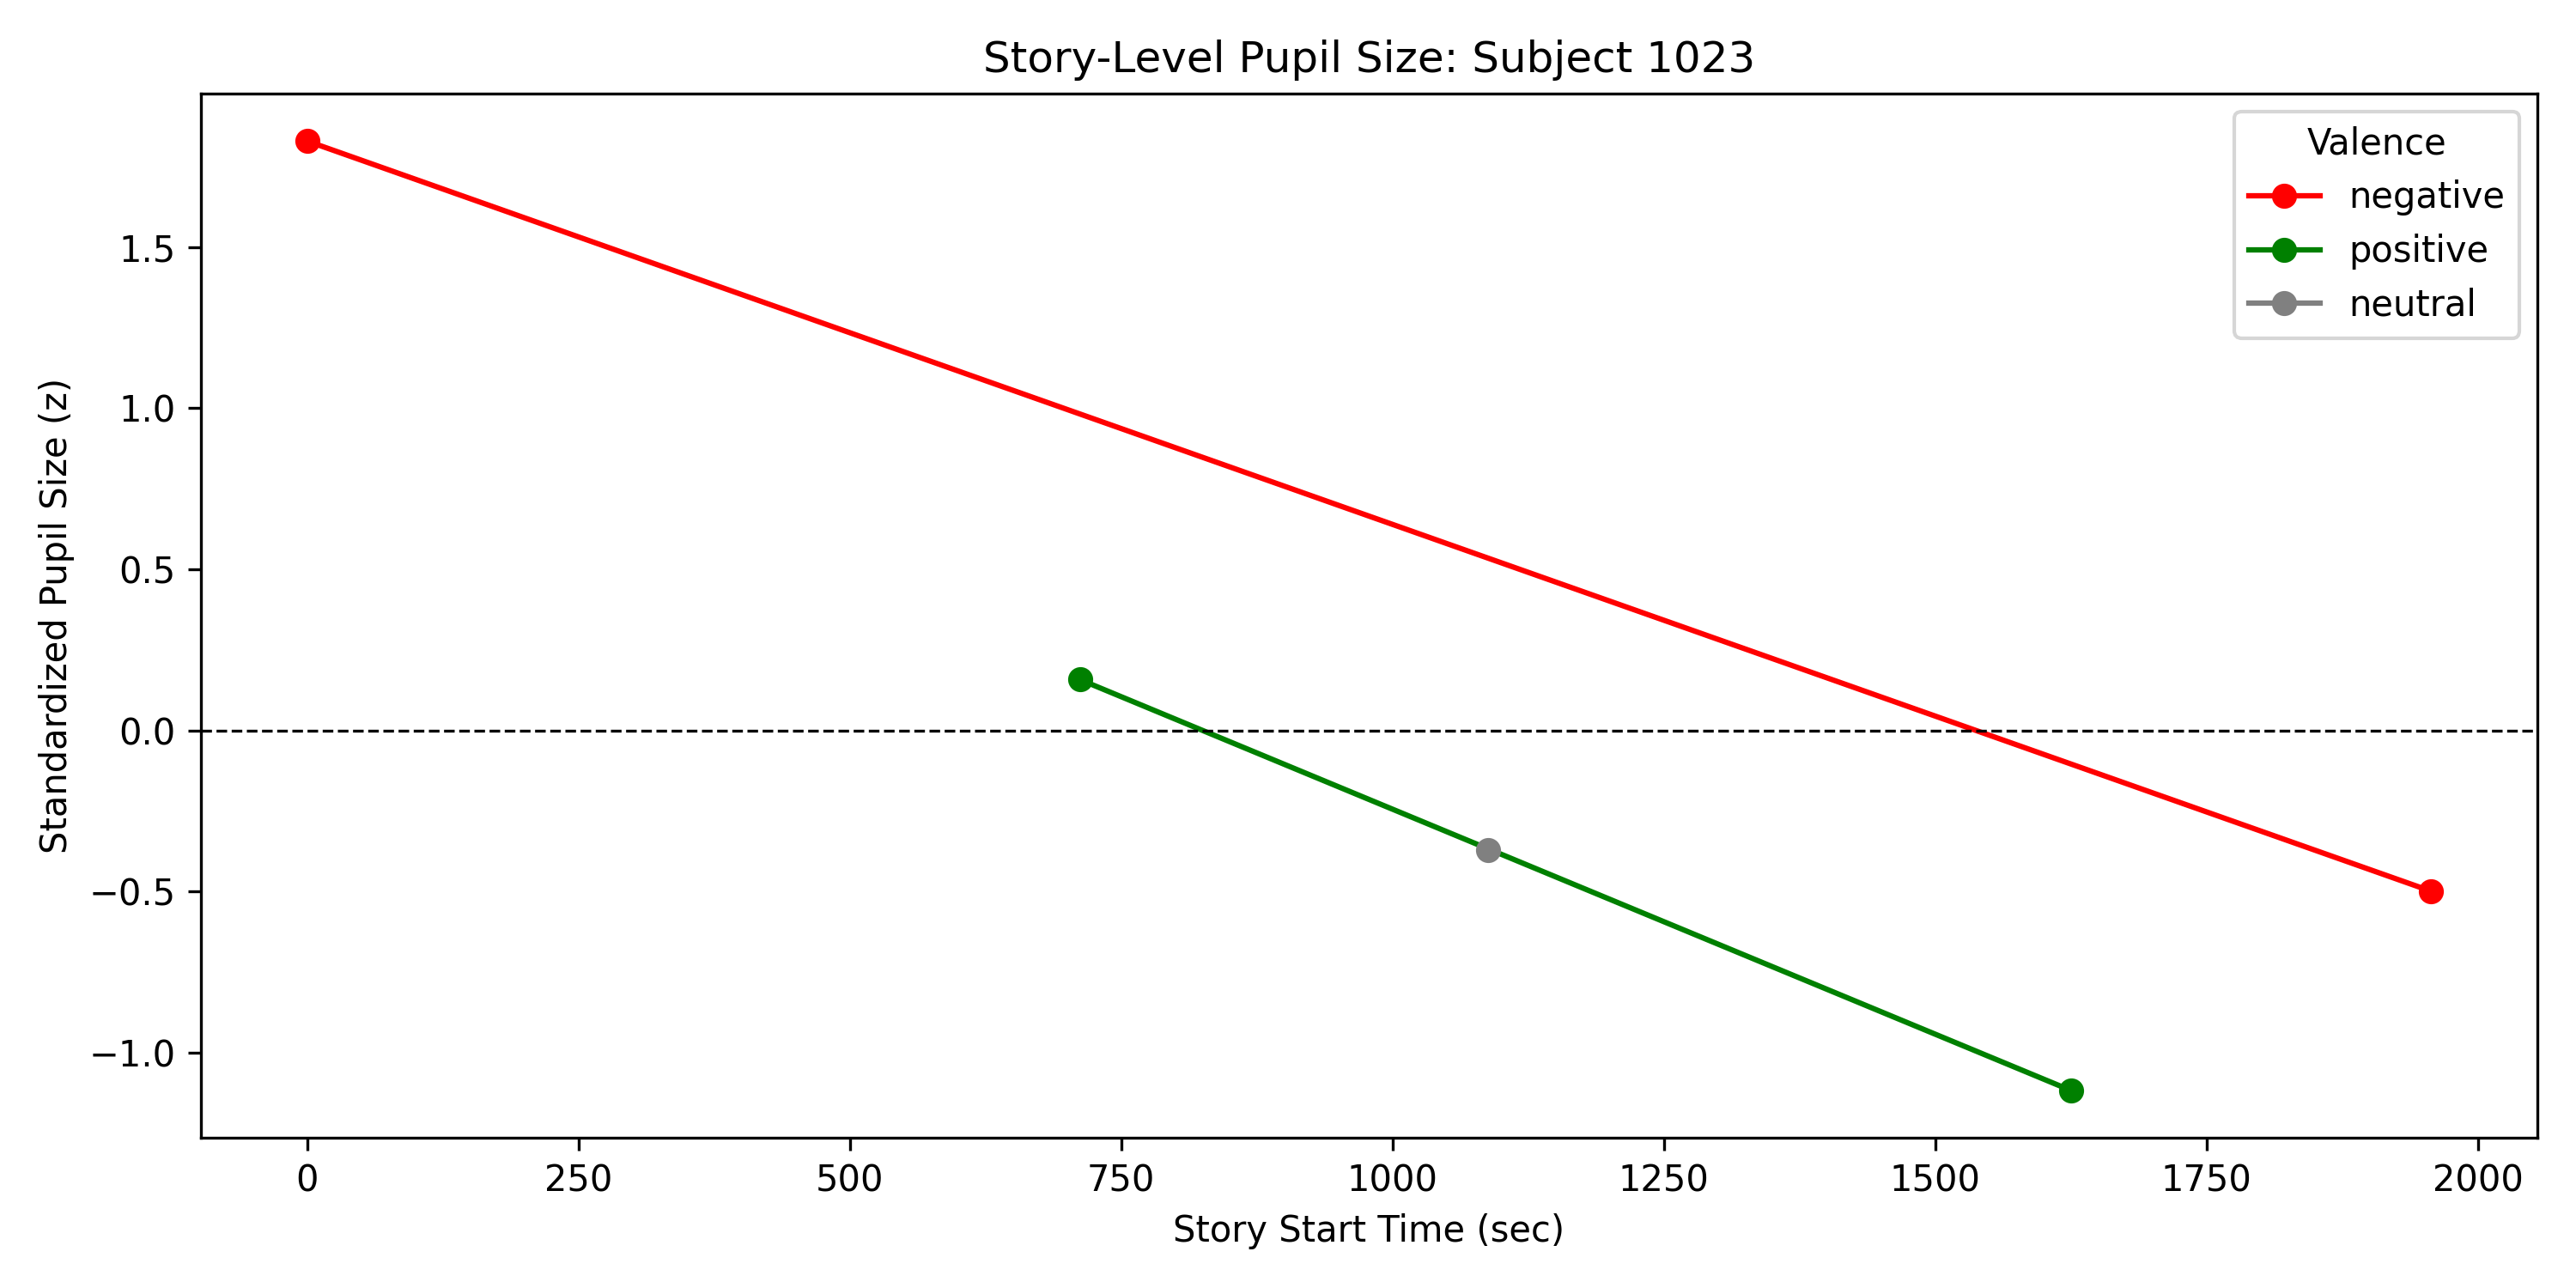 Story-Level Pupil Size: Subject 1023
Valence
negative
positive
neutral
Standardized Pupil Size (z)
1.5
1.0
0.5
0.0
−0.5
−1.0
0 250 500 750 1000 1250 1500 1750 2000
Story Start Time (sec)